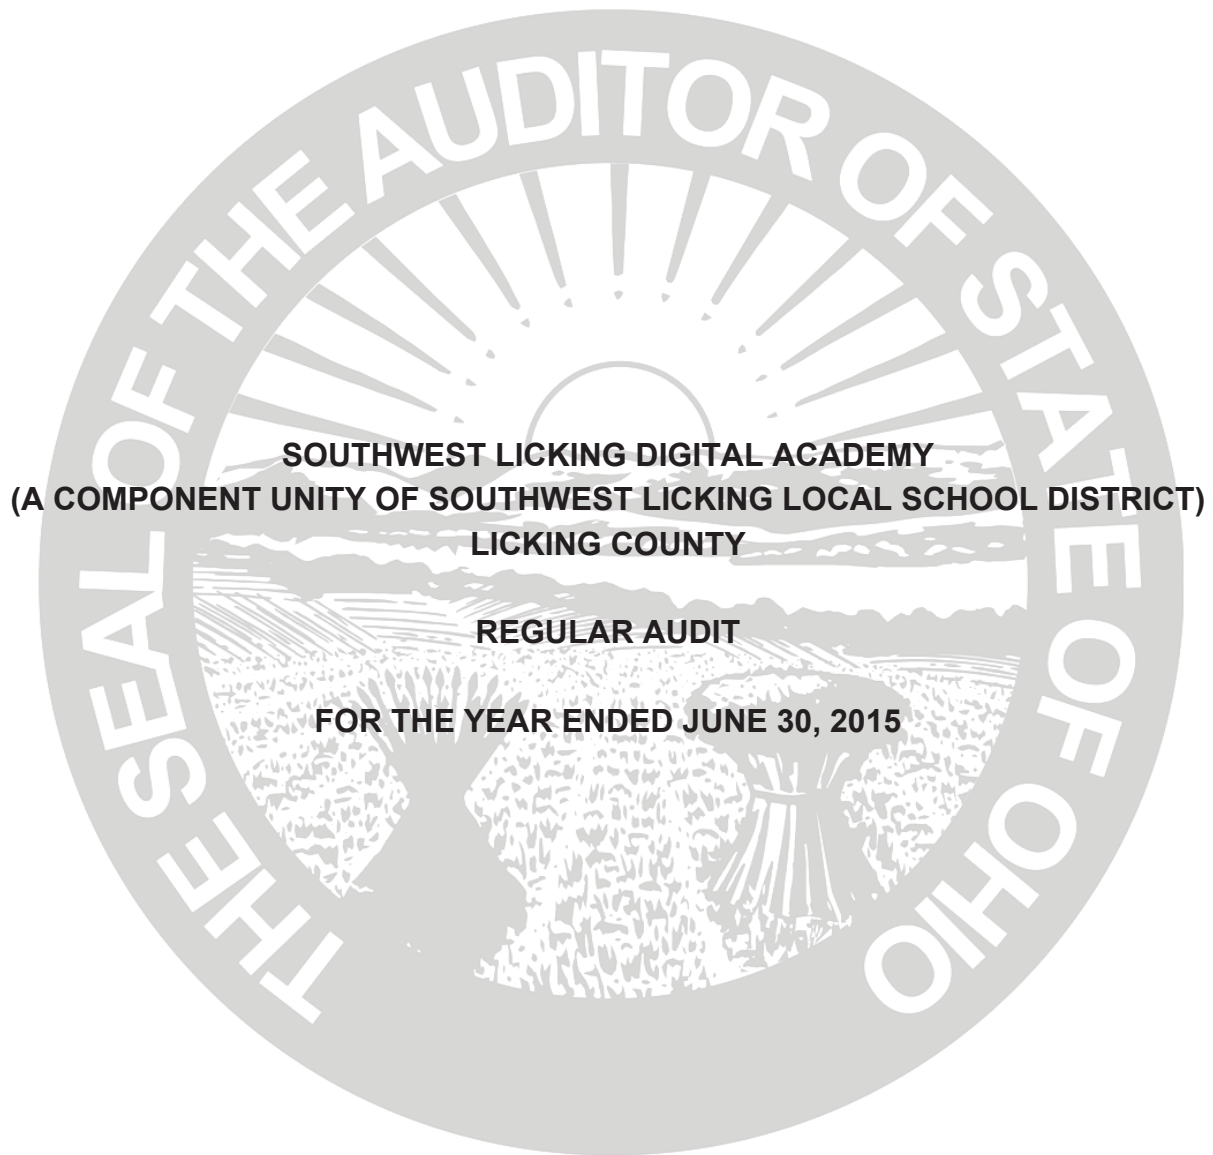 THE SEAL OF THE AUDITOR OF STATE OF OHIO
SOUTHWEST LICKING DIGITAL ACADEMY
(A COMPONENT UNITY OF SOUTHWEST LICKING LOCAL SCHOOL DISTRICT)
LICKING COUNTY
REGULAR AUDIT
FOR THE YEAR ENDED JUNE 30, 2015